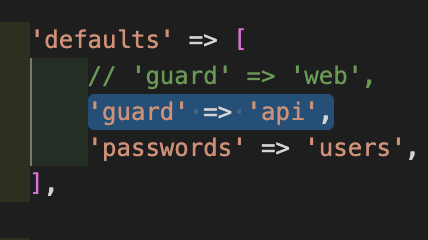 'defaults' => [
// 'guard' => 'web',
'guard' => 'api',
'passwords' => 'users',
],